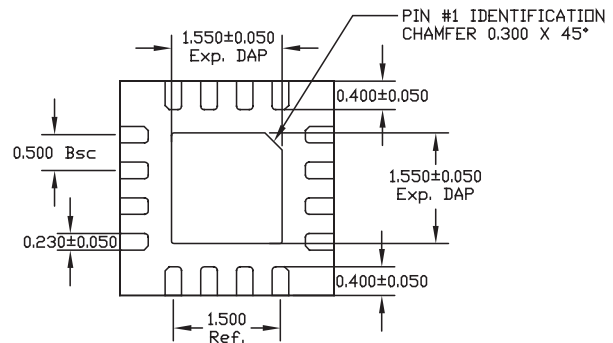 PIN #1 IDENTIFICATION
CHAMFER 0.300 X 45°
1.550±0.050
Exp. DAP
0.400±0.050
0.500 Bsc
1.550±0.050
Exp. DAP
0.230±0.050
0.400±0.050
1.500
Ref.